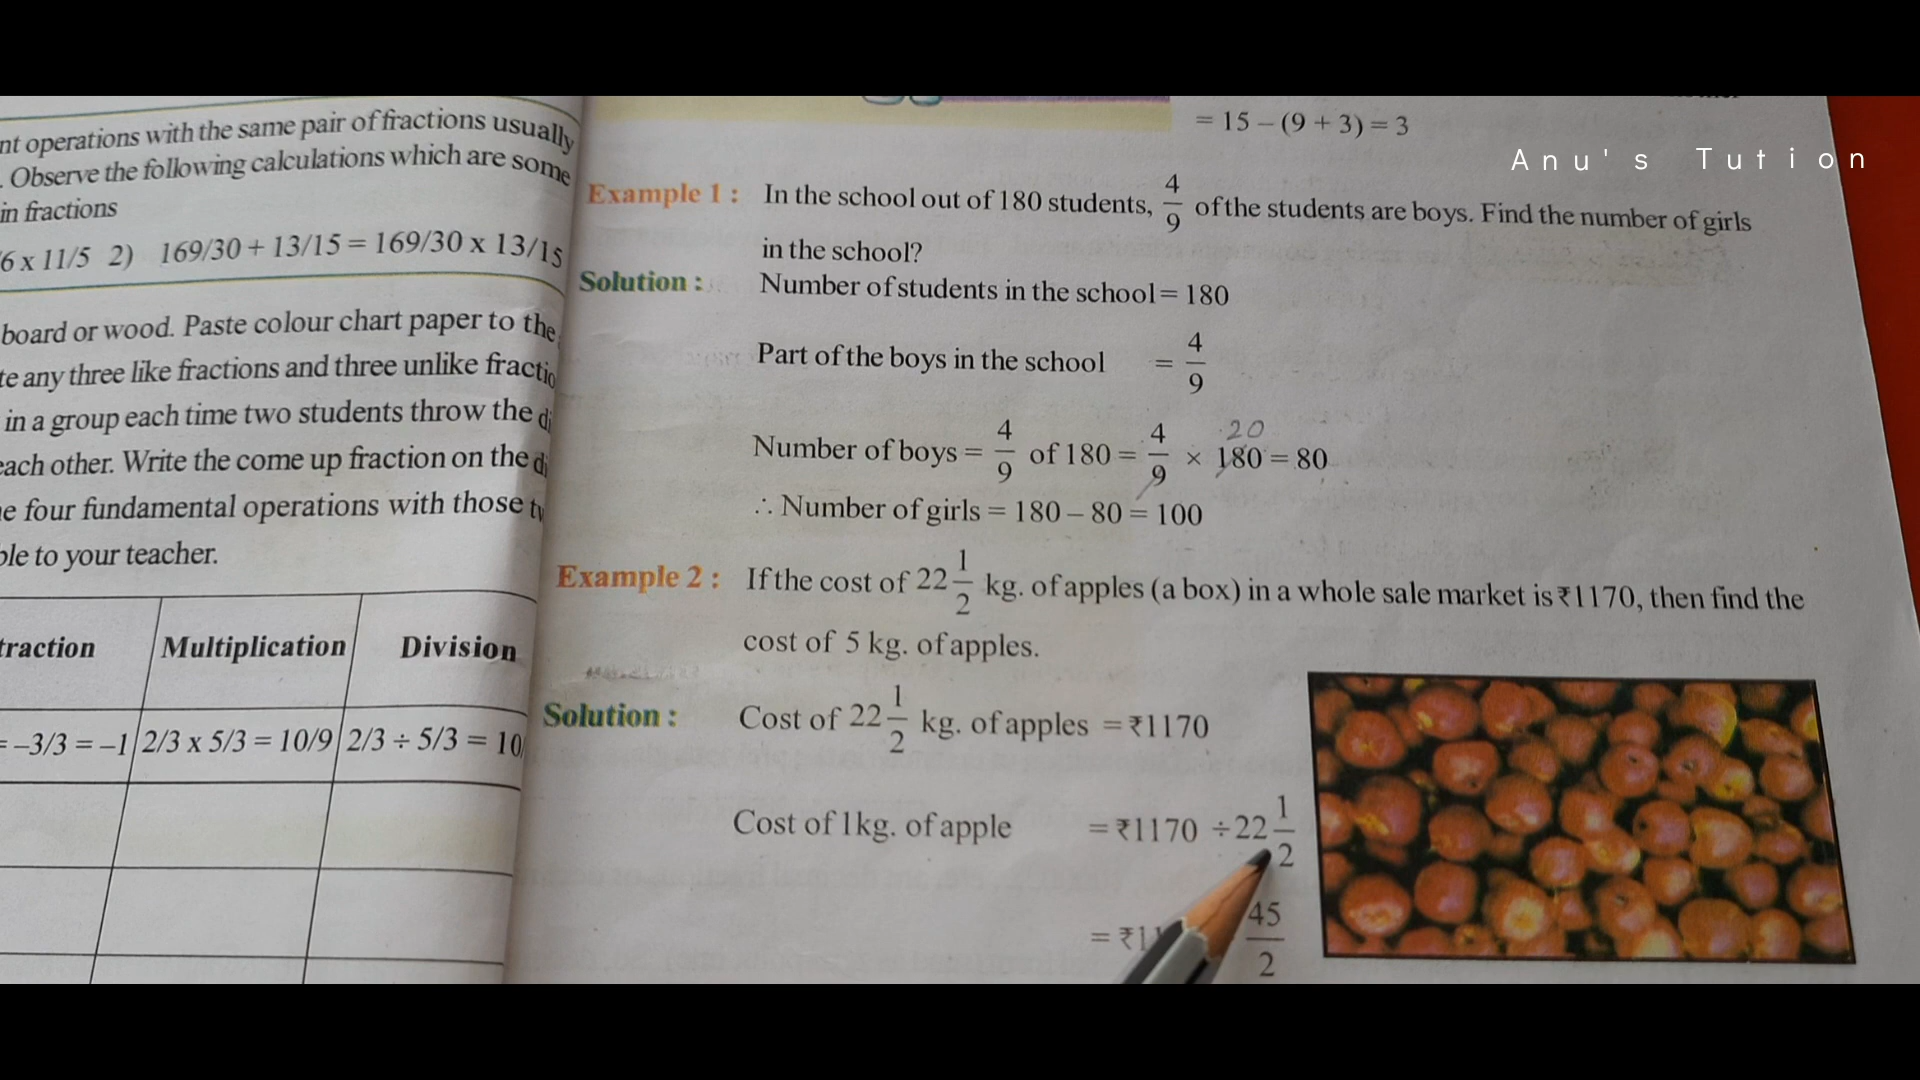 nt operations with the same pair of fractions usually
. Observe the following calculations which are some
in fractions
6 x 11/5 2) 169/30 + 13/15 = 169/30 x 13/15
board or wood. Paste colour chart paper to the
te any three like fractions and three unlike fractio
in a group each time two students throw the di
each other. Write the come up fraction on the di
e four fundamental operations with those tw
ble to your teacher.
traction Multiplication Division
= –3/3 = –1 2/3 x 5/3 = 10/9 2/3 ÷ 5/3 = 10/
= 15 – (9 + 3) = 3
Anu's Tution
Example 1 : In the school out of 180 students, 4/9 of the students are boys. Find the number of girls
in the school?
Solution : Number of students in the school = 180
Part of the boys in the school = 4/9
20
Number of boys = 4/9 of 180 = 4/9 × 180 = 80
∴ Number of girls = 180 – 80 = 100
Example 2 : If the cost of 22 1/2 kg. of apples (a box) in a whole sale market is ₹1170, then find the
cost of 5 kg. of apples.
Solution : Cost of 22 1/2 kg. of apples = ₹1170
Cost of 1kg. of apple = ₹1170 ÷ 22 1/2
= ₹11 45/2